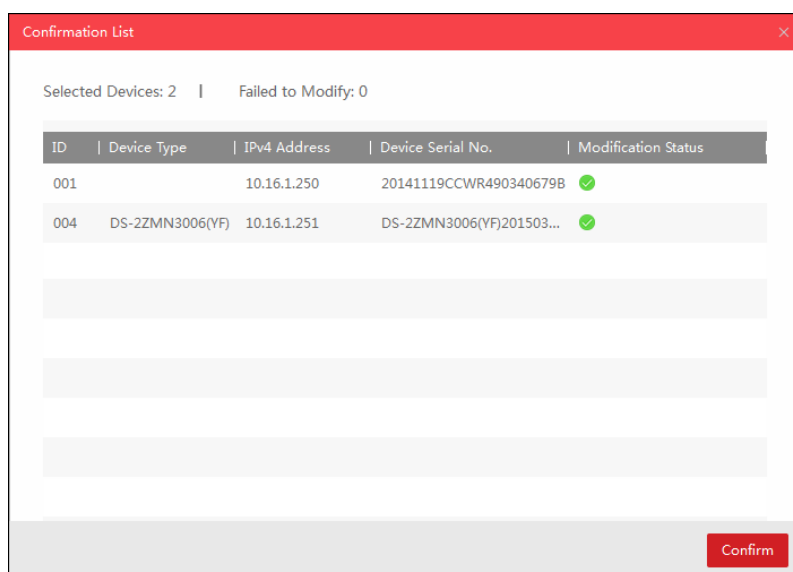 Confirmation List
Selected Devices: 2 | Failed to Modify: 0
ID | Device Type | IPv4 Address | Device Serial No. | Modification Status
001 10.16.1.250 20141119CCWR490340679B
004 DS-2ZMN3006(YF) 10.16.1.251 DS-2ZMN3006(YF)201503...
Confirm